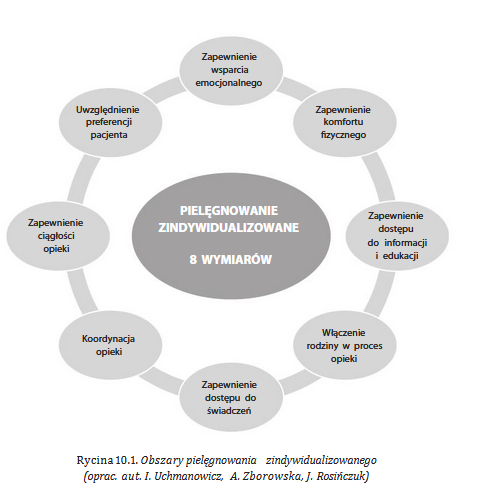 Zapewnienie
wsparcia
emocjonalnego
Uwzględnienie
preferencji
pacjenta
Zapewnienie
komfortu
fizycznego
PIELĘGNOWANIE
ZINDYWIDUALIZOWANE
8 WYMIARÓW
Zapewnienie
ciągłości
opieki
Zapewnienie
dostępu
do informacji
i edukacji
Koordynacja
opieki
Włączenie
rodziny w proces
opieki
Zapewnienie
dostępu do
świadczeń
Rycina 10.1. Obszary pielęgnowania zindywidualizowanego
(oprac. aut. I. Uchmanowicz, A. Zborowska, J. Rosińczuk)